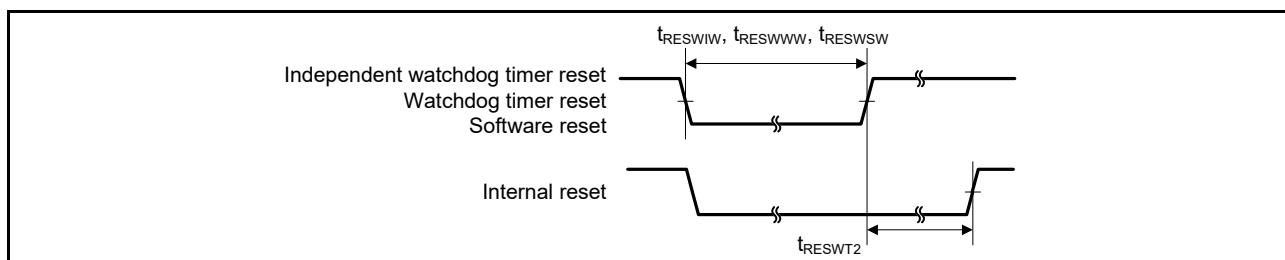 tRESWIW, tRESWWW, tRESWSW
Independent watchdog timer reset
Watchdog timer reset
Software reset
Internal reset
tRESWT2